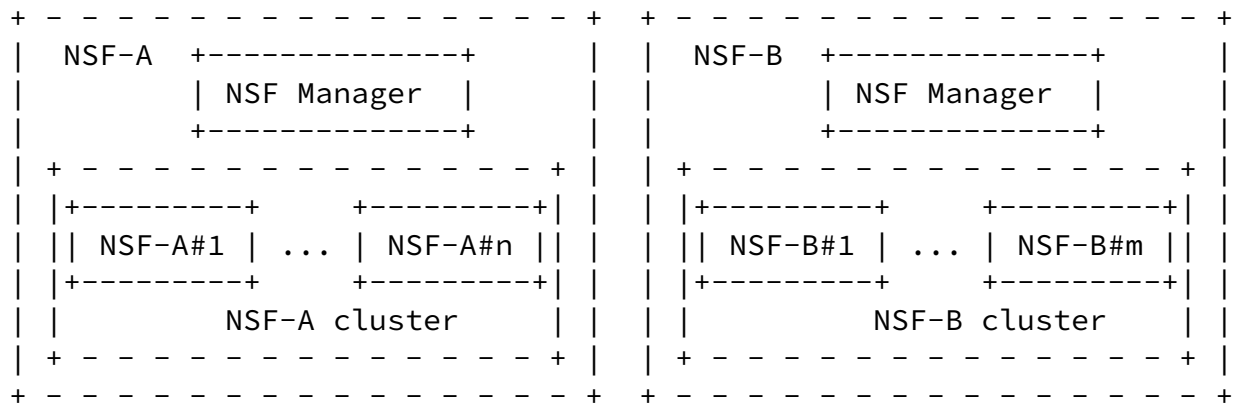 + - - - - - - - - - - - - - - - +  + - - - - - - - - - - - - - - - +
|  NSF-A  +--------------+      |  |  NSF-B  +--------------+      |
|         | NSF Manager  |      |  |         | NSF Manager  |      |
|         +--------------+      |  |         +--------------+      |
| + - - - - - - - - - - - - - + |  | + - - - - - - - - - - - - - - + |
| |+---------+     +---------+| |  | |+---------+     +---------+| |
| || NSF-A#1 | ... | NSF-A#n || |  | || NSF-B#1 | ... | NSF-B#m || |
| |+---------+     +---------+| |  | |+---------+     +---------+| |
| |         NSF-A cluster     | |  | |          NSF-B cluster    | |
| + - - - - - - - - - - - - - + |  | + - - - - - - - - - - - - - - + |
+ - - - - - - - - - - - - - - - +  + - - - - - - - - - - - - - - - +